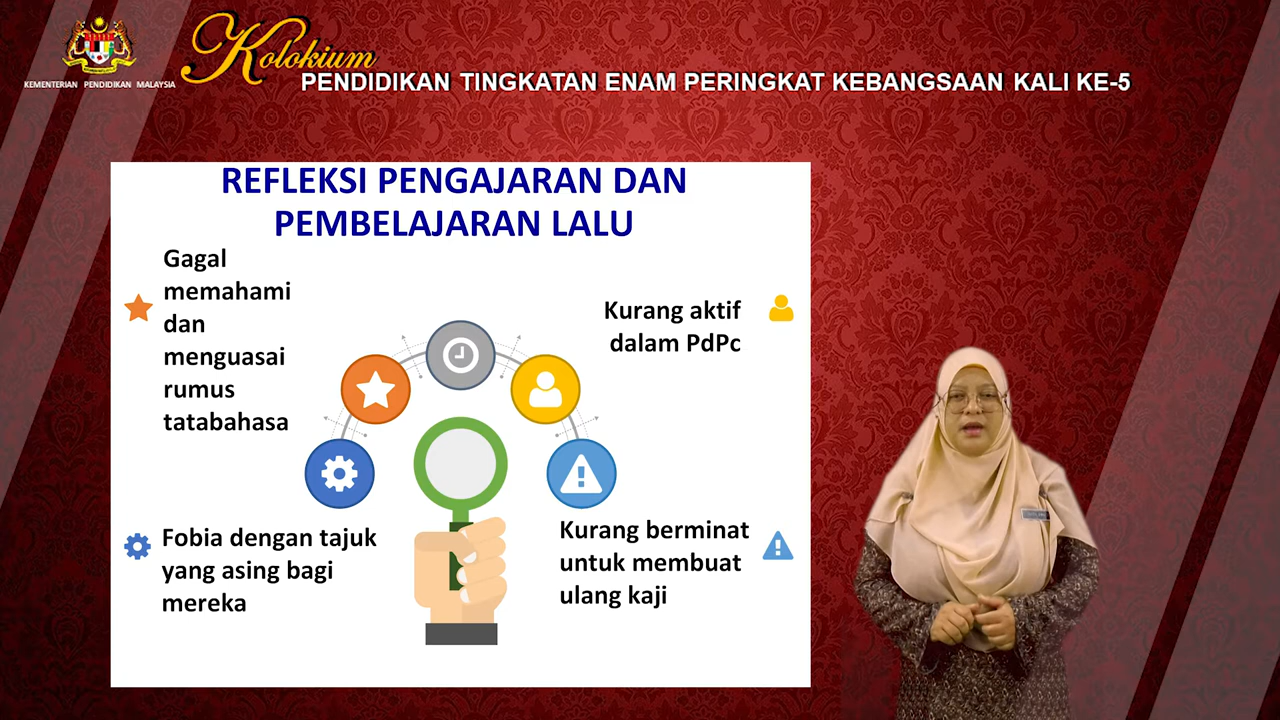 KEMENTERIAN PENDIDIKAN MALAYSIA
Kolokium
PENDIDIKAN TINGKATAN ENAM PERINGKAT KEBANGSAAN KALI KE-5
REFLEKSI PENGAJARAN DAN
PEMBELAJARAN LALU
Gagal
memahami
dan
menguasai
rumus
tatabahasa
Kurang aktif
dalam PdPc
Fobia dengan tajuk
yang asing bagi
mereka
Kurang berminat
untuk membuat
ulang kaji